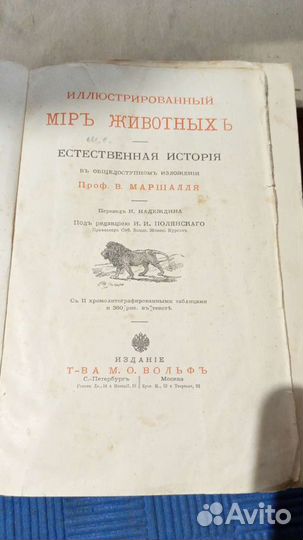 ИЛЛЮСТРИРОВАННЫЙ
МІРЪ ЖИВОТНЫХЪ
ЕСТЕСТВЕННАЯ ИСТОРІЯ
ВЪ ОБЩЕДОСТУПНОМЪ ИЗЛОЖЕНІИ
Проф. В. МАРШАЛЛЯ
Переводъ Н. НАДЕЖДИНА
Подъ редакціею И. И. ПОЛЯНСКАГО
Съ 11 хромолитографированными таблицами
и 360 рис. въ текстѣ
ИЗДАНІЕ
Т-ВА М. О. ВОЛЬФЪ
С.-Петербургъ Москва
Avito